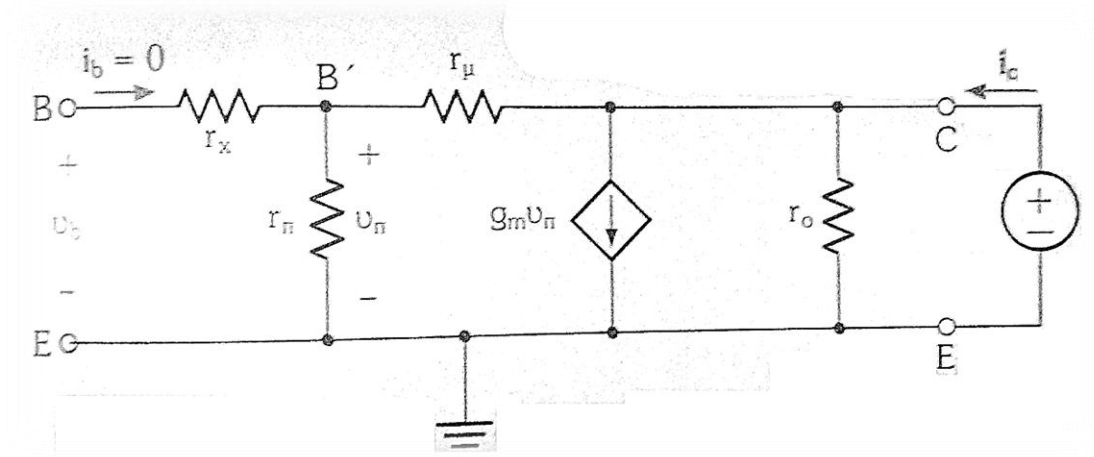 i_b = 0
B´
r_μ
i_c
B
r_x
C
+
+
υ_b
r_π
υ_π
g_mυ_π
r_o
+
−
−
−
E
E